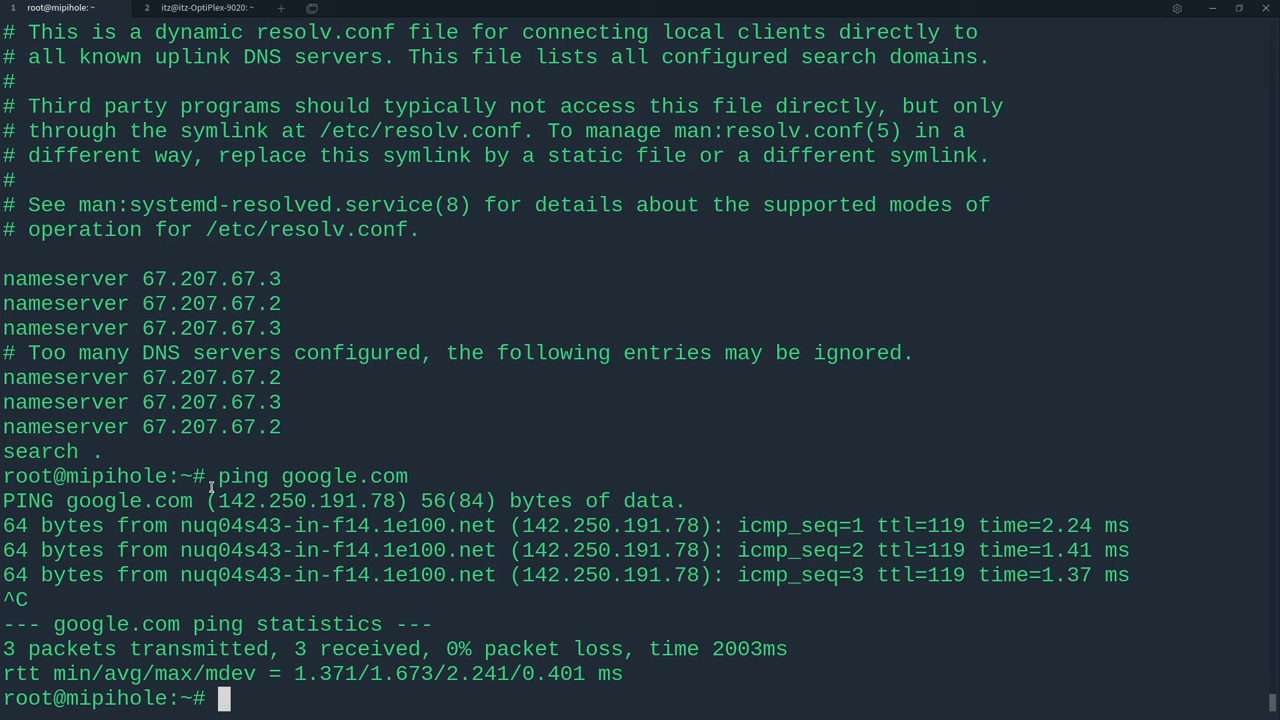 1 root@mipihole: ~
2 itz@itz-OptiPlex-9020: ~
# This is a dynamic resolv.conf file for connecting local clients directly to
# all known uplink DNS servers. This file lists all configured search domains.
#
# Third party programs should typically not access this file directly, but only
# through the symlink at /etc/resolv.conf. To manage man:resolv.conf(5) in a
# different way, replace this symlink by a static file or a different symlink.
#
# See man:systemd-resolved.service(8) for details about the supported modes of
# operation for /etc/resolv.conf.
nameserver 67.207.67.3
nameserver 67.207.67.2
nameserver 67.207.67.3
# Too many DNS servers configured, the following entries may be ignored.
nameserver 67.207.67.2
nameserver 67.207.67.3
nameserver 67.207.67.2
search .
root@mipihole:~# ping google.com
PING google.com (142.250.191.78) 56(84) bytes of data.
64 bytes from nuq04s43-in-f14.1e100.net (142.250.191.78): icmp_seq=1 ttl=119 time=2.24 ms
64 bytes from nuq04s43-in-f14.1e100.net (142.250.191.78): icmp_seq=2 ttl=119 time=1.41 ms
64 bytes from nuq04s43-in-f14.1e100.net (142.250.191.78): icmp_seq=3 ttl=119 time=1.37 ms
^C
--- google.com ping statistics ---
3 packets transmitted, 3 received, 0% packet loss, time 2003ms
rtt min/avg/max/mdev = 1.371/1.673/2.241/0.401 ms
root@mipihole:~#